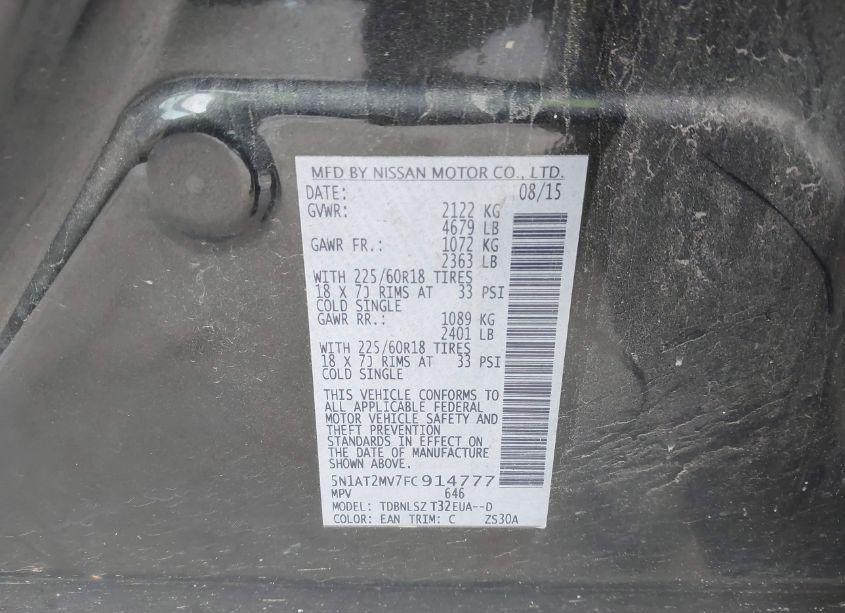 MFD BY NISSAN MOTOR CO., LTD.
DATE: 08/15
GVWR: 2122 KG
4679 LB
GAWR FR.: 1072 KG
2363 LB
WITH 225/60R18 TIRES
18 X 7J RIMS AT 33 PSI
COLD SINGLE
GAWR RR.: 1089 KG
2401 LB
WITH 225/60R18 TIRES
18 X 7J RIMS AT 33 PSI
COLD SINGLE
THIS VEHICLE CONFORMS TO
ALL APPLICABLE FEDERAL
MOTOR VEHICLE SAFETY AND
THEFT PREVENTION
STANDARDS IN EFFECT ON
THE DATE OF MANUFACTURE
SHOWN ABOVE.
5N1AT2MV7FC914777
MPV 646
MODEL: TDBNLSZ T32EUA--D
COLOR: EAN TRIM: C ZS30A